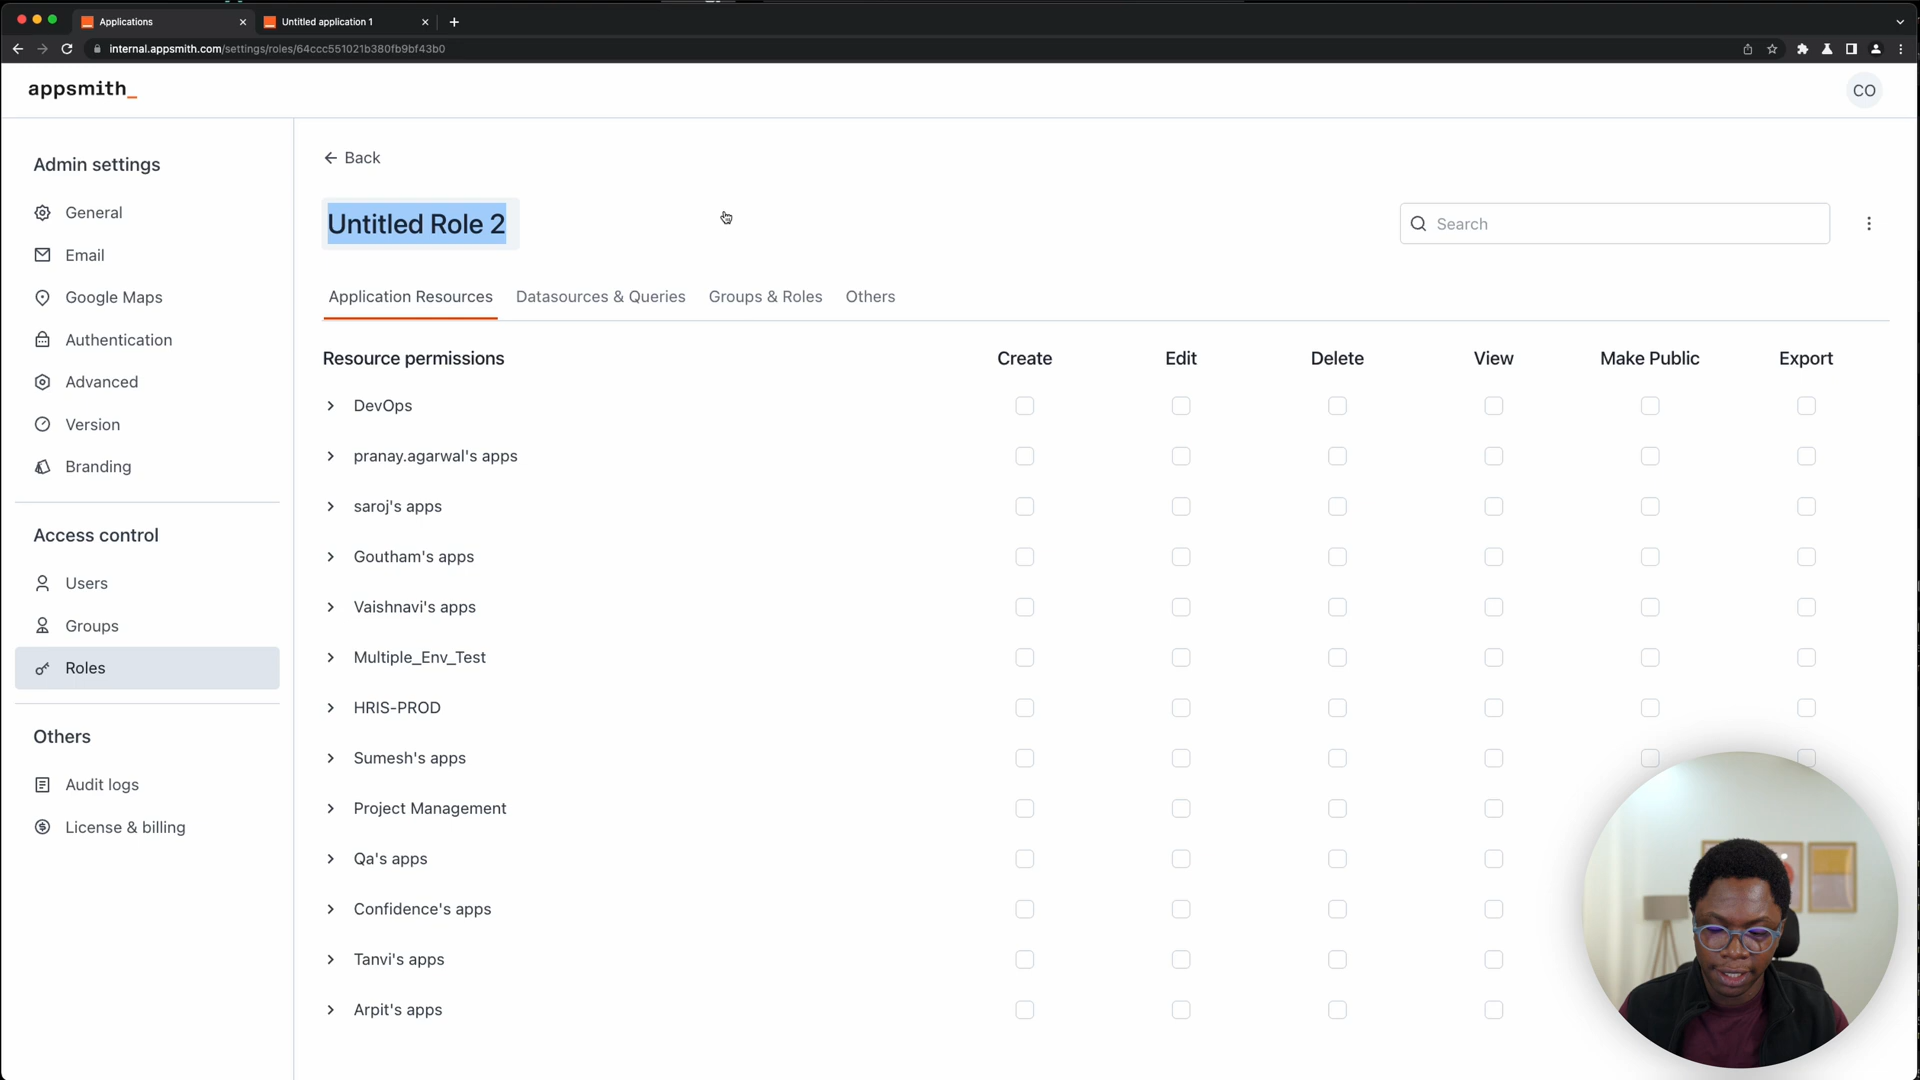 Applications
Untitled application 1
internal.appsmith.com/settings/roles/64ccc551021b380fb9bf43b0
appsmith_
CO
Admin settings
General
Email
Google Maps
Authentication
Advanced
Version
Branding
Access control
Users
Groups
Roles
Others
Audit logs
License & billing
Back
Untitled Role 2
Search
Application Resources
Datasources & Queries
Groups & Roles
Others
Resource permissions
Create
Edit
Delete
View
Make Public
Export
DevOps
pranay.agarwal's apps
saroj's apps
Goutham's apps
Vaishnavi's apps
Multiple_Env_Test
HRIS-PROD
Sumesh's apps
Project Management
Qa's apps
Confidence's apps
Tanvi's apps
Arpit's apps